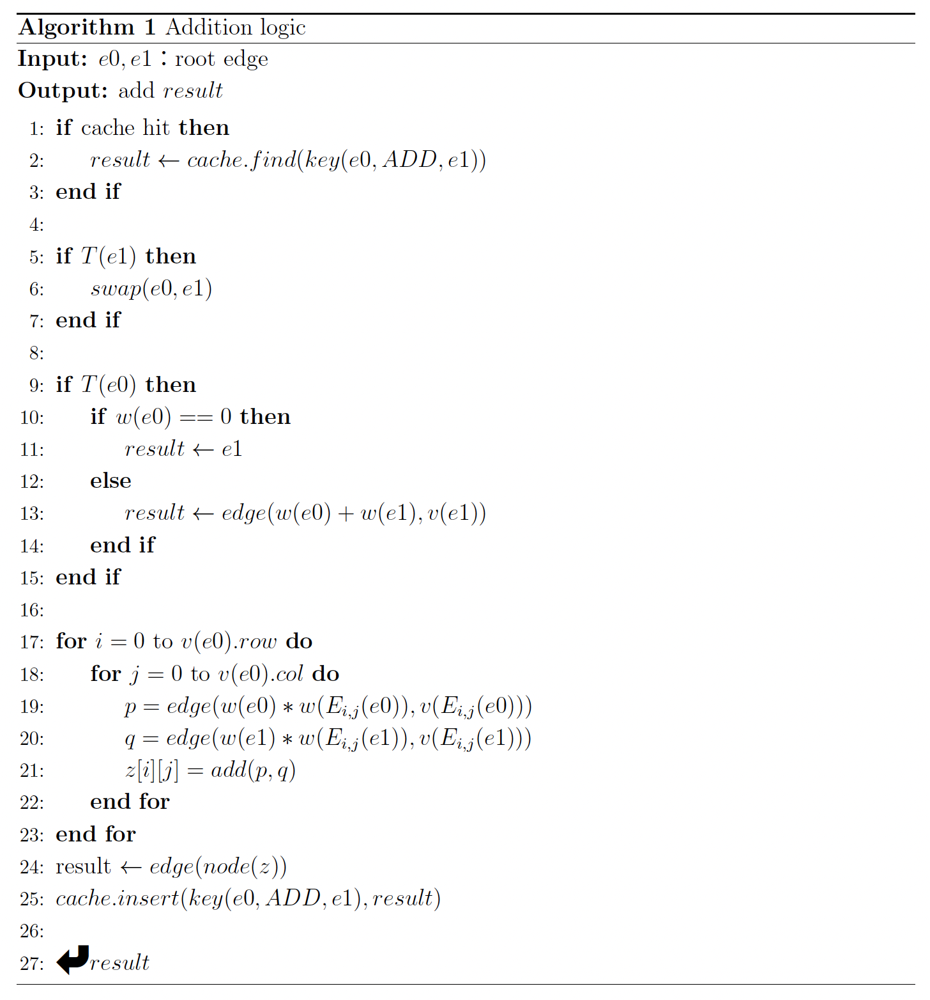 Algorithm 1 Addition logic
Input: e0, e1：root edge
Output: add result
1: if cache hit then
2: result ← cache.find(key(e0, ADD, e1))
3: end if
4:
5: if T(e1) then
6: swap(e0, e1)
7: end if
8:
9: if T(e0) then
10: if w(e0) == 0 then
11: result ← e1
12: else
13: result ← edge(w(e0) + w(e1), v(e1))
14: end if
15: end if
16:
17: for i = 0 to v(e0).row do
18: for j = 0 to v(e0).col do
19: p = edge(w(e0) ∗ w(E_{i,j}(e0)), v(E_{i,j}(e0)))
20: q = edge(w(e1) ∗ w(E_{i,j}(e1)), v(E_{i,j}(e1)))
21: z[i][j] = add(p, q)
22: end for
23: end for
24: result ← edge(node(z))
25: cache.insert(key(e0, ADD, e1), result)
26:
27: result